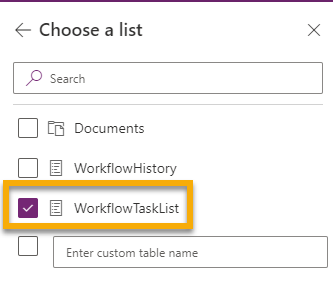 Choose a list
Search
Documents
WorkflowHistory
WorkflowTaskList
Enter custom table name